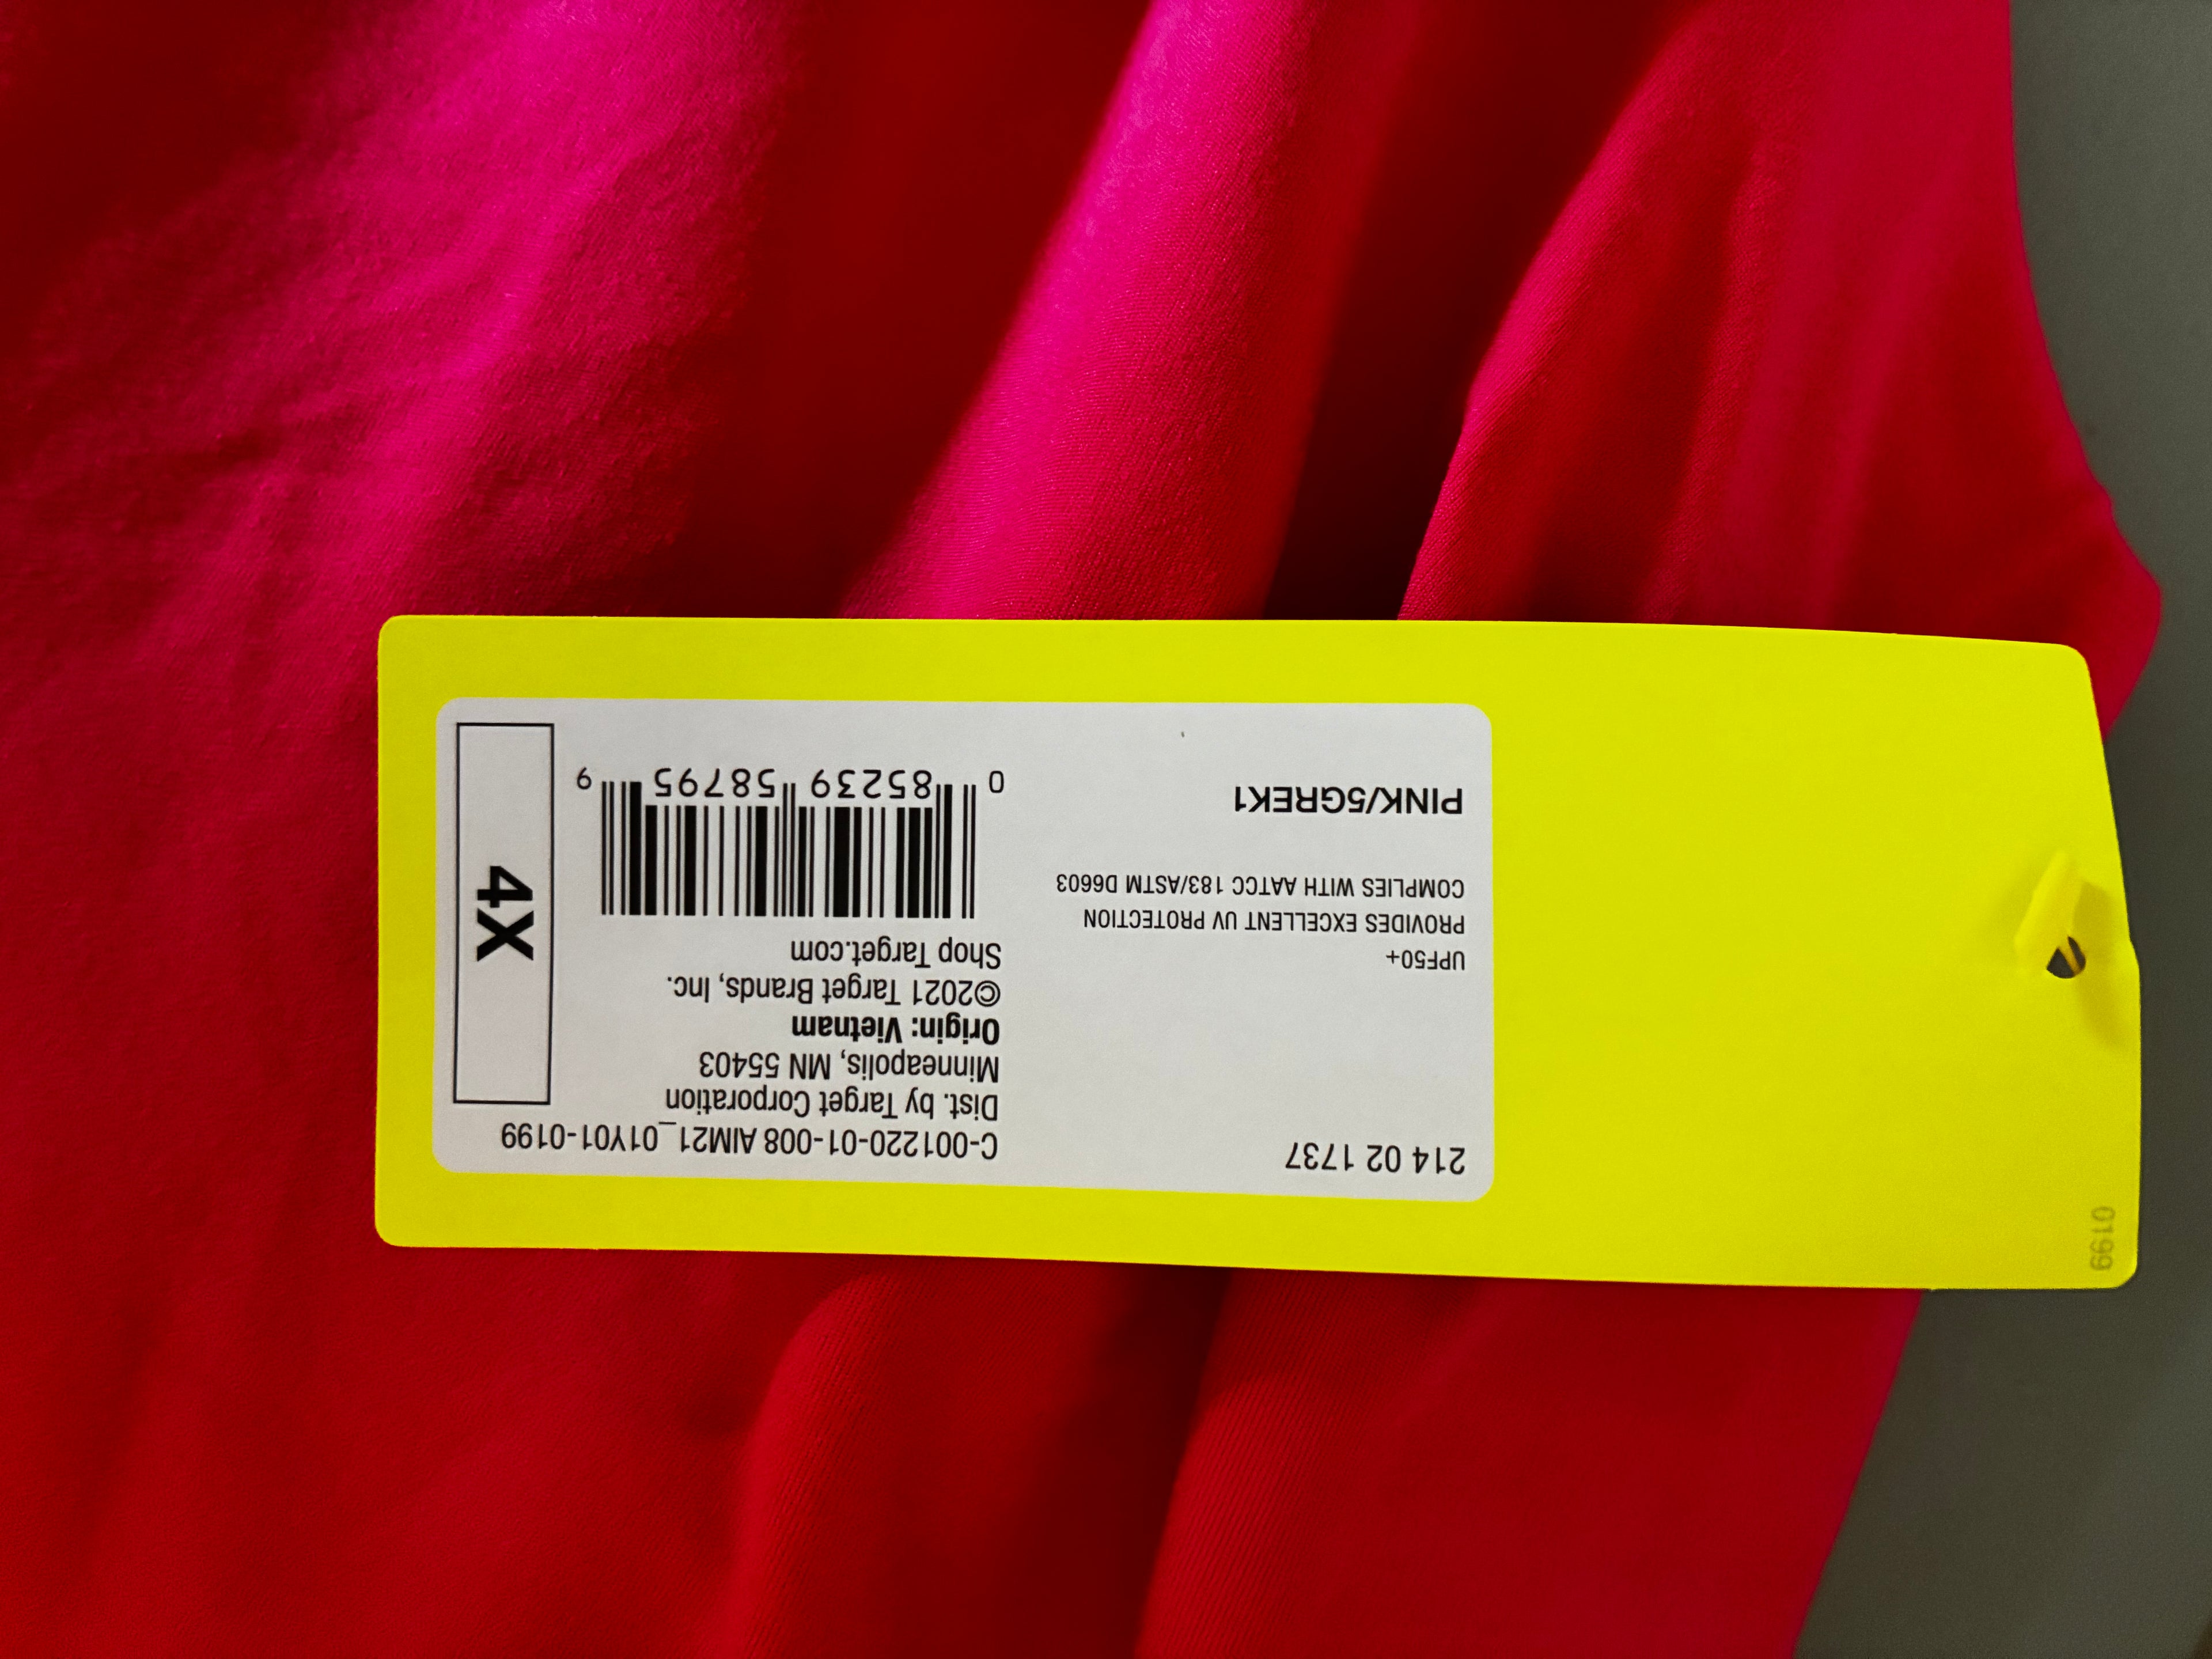 214 02 1737
UPF50+
PROVIDES EXCELLENT UV PROTECTION
COMPLIES WITH AATCC 183/ASTM D6603
PINK/5GREK1
C-001220-01-008 AIM21_01Y01-0199
Dist. by Target Corporation
Minneapolis, MN 55403
Origin: Vietnam
©2021 Target Brands, Inc.
Shop Target.com
0 85239 58795 9
4X
0199